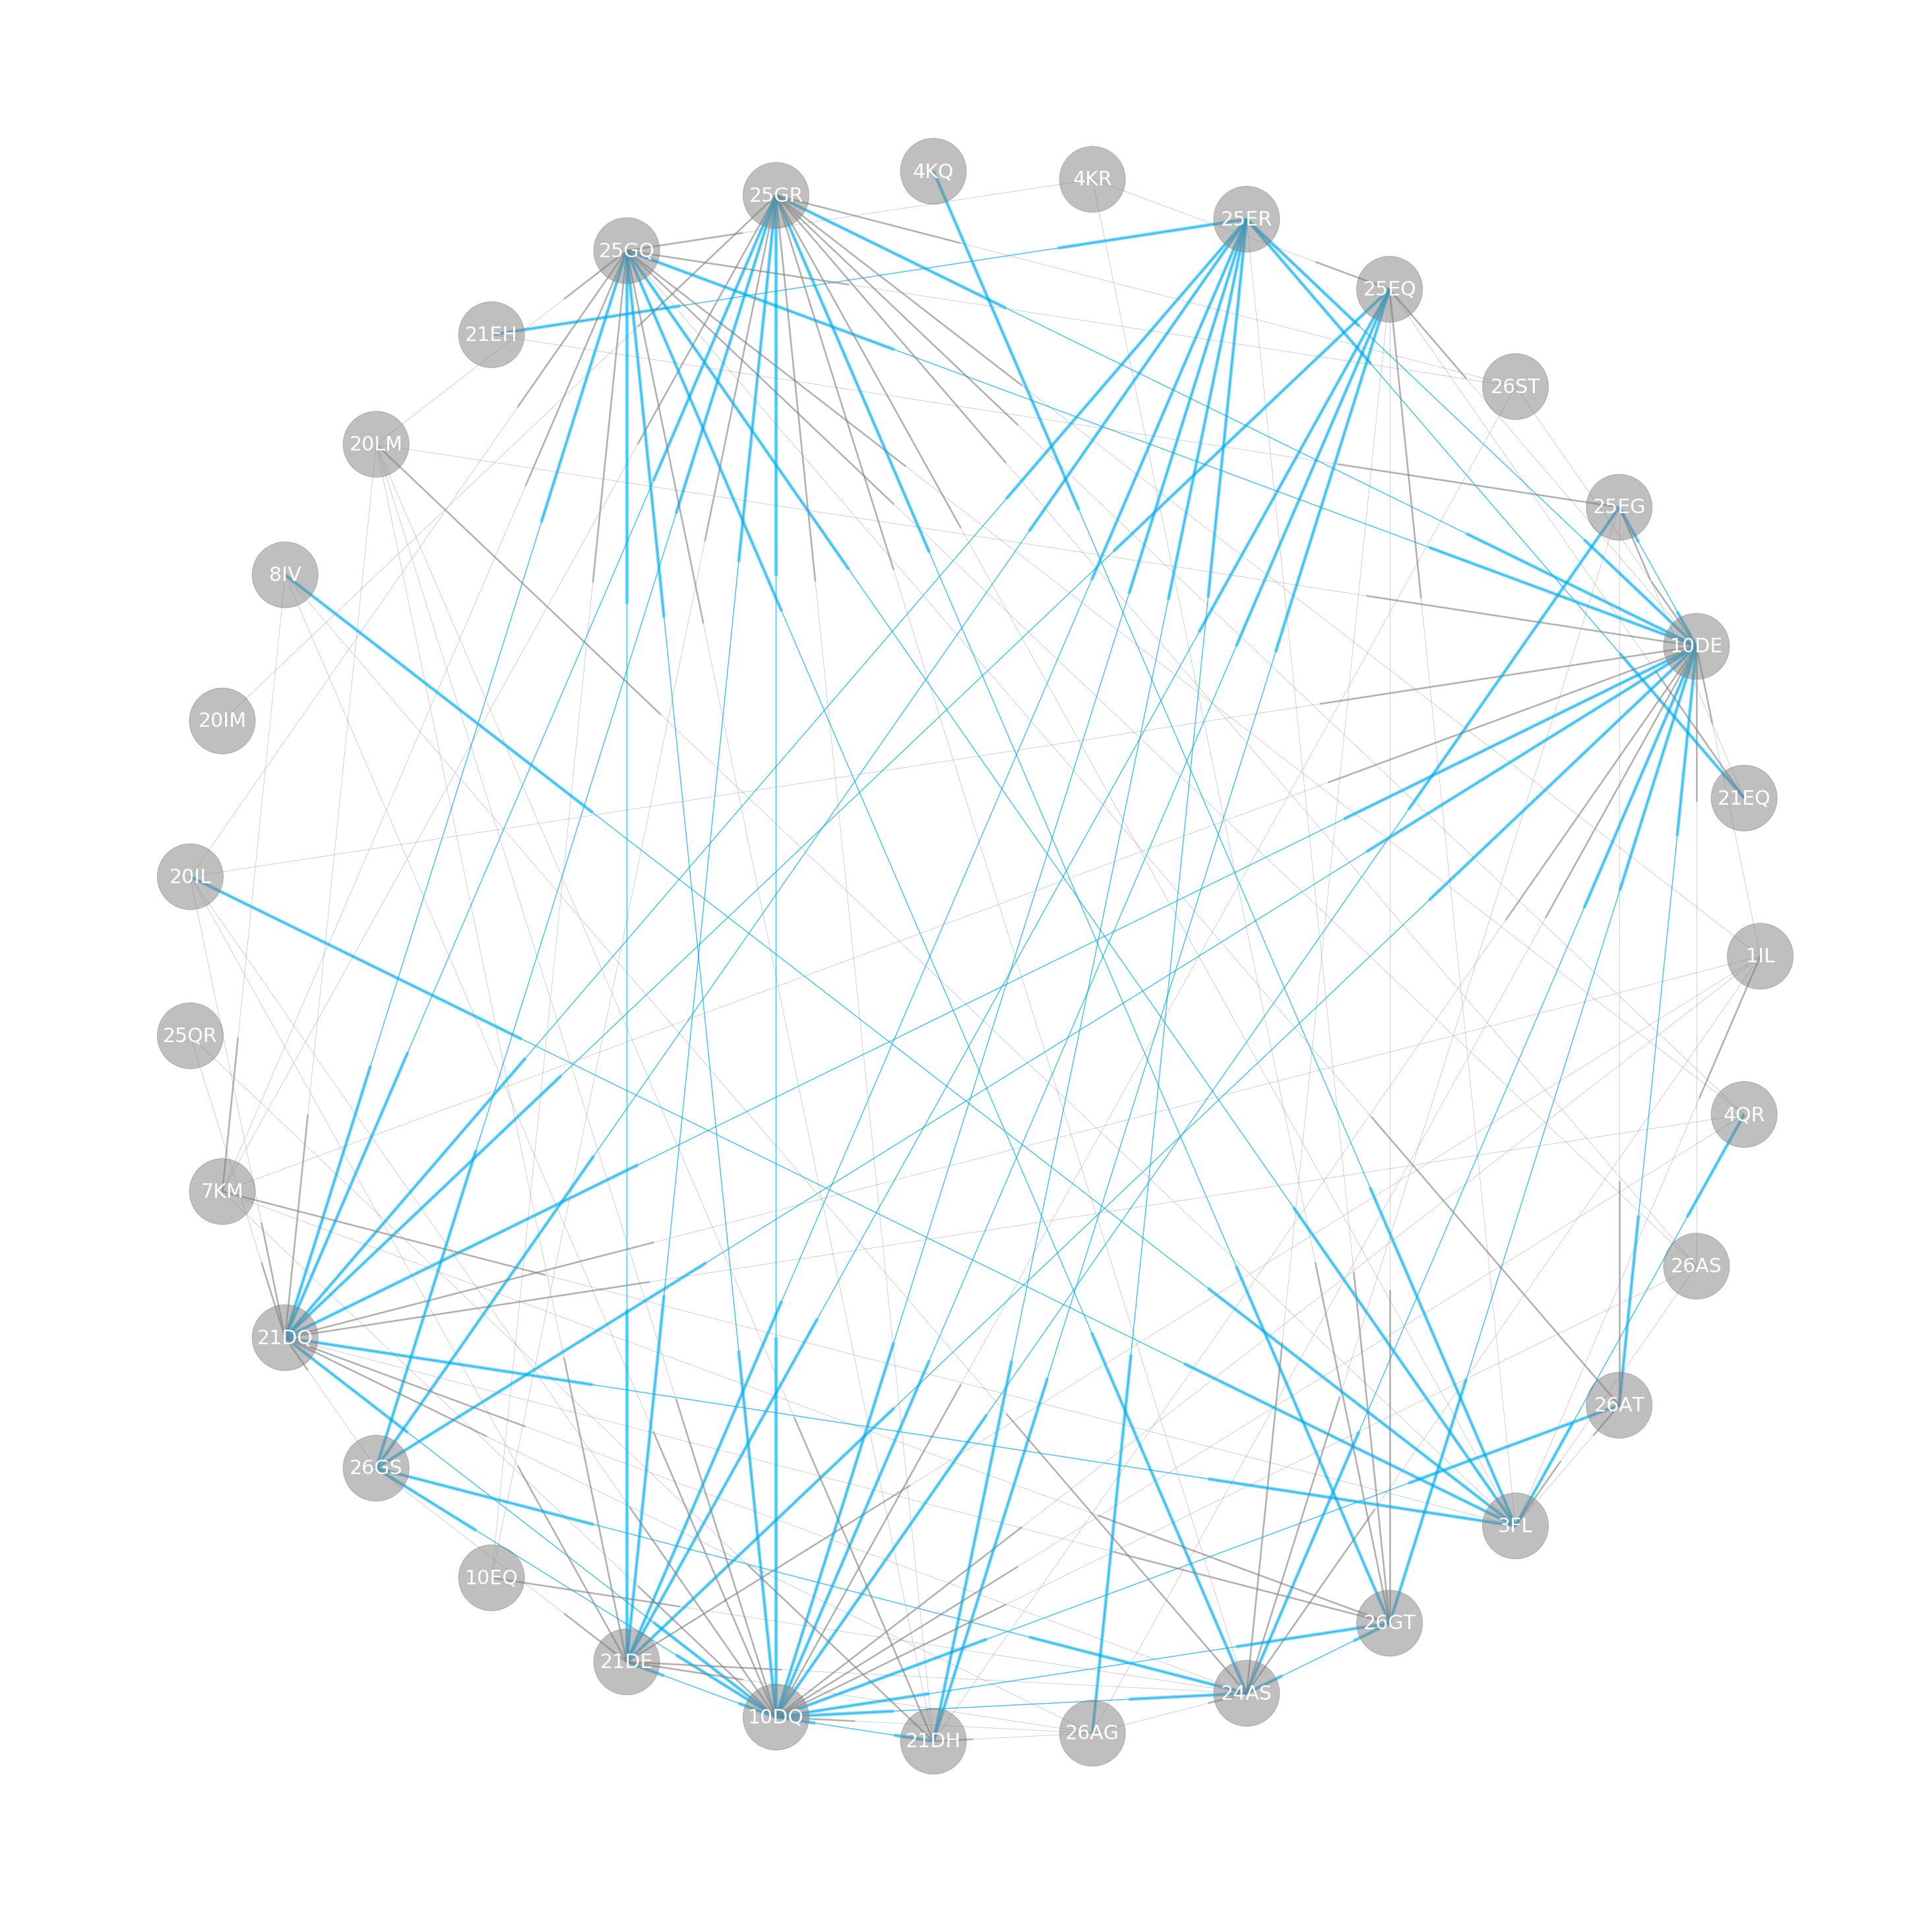 4KQ
4KR
25GR
25ER
25GQ
25EQ
21EH
26ST
20LM
25EG
8IV
10DE
20IM
21EQ
20IL
1IL
25QR
4QR
7KM
26AS
21DQ
26AT
26GS
3FL
10EQ
26GT
21DE
24AS
10DQ
26AG
21DH